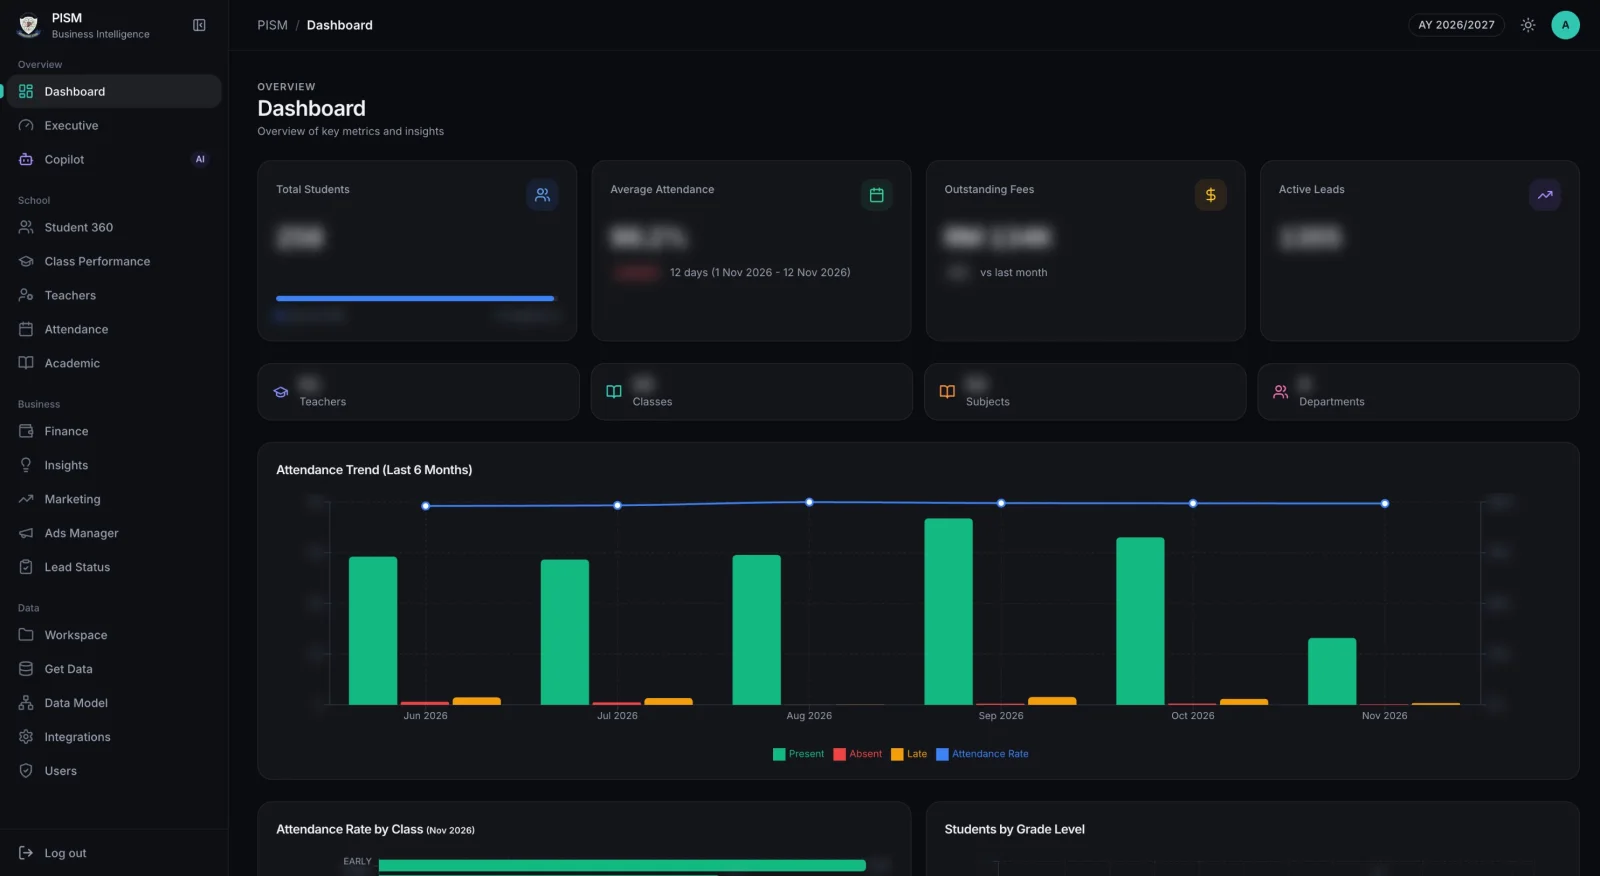 PISM
Business Intelligence
Overview
Dashboard
Executive
Copilot AI
School
Student 360
Class Performance
Teachers
Attendance
Academic
Business
Finance
Insights
Marketing
Ads Manager
Lead Status
Data
Workspace
Get Data
Data Model
Integrations
Users
Log out
PISM / Dashboard
AY 2026/2027
A
OVERVIEW
Dashboard
Overview of key metrics and insights
Total Students
Average Attendance
12 days (1 Nov 2026 - 12 Nov 2026)
Outstanding Fees
vs last month
Active Leads
Teachers
Classes
Subjects
Departments
Attendance Trend (Last 6 Months)
Jun 2026 Jul 2026 Aug 2026 Sep 2026 Oct 2026 Nov 2026
Present Absent Late Attendance Rate
Attendance Rate by Class (Nov 2026)
EARLY
Students by Grade Level